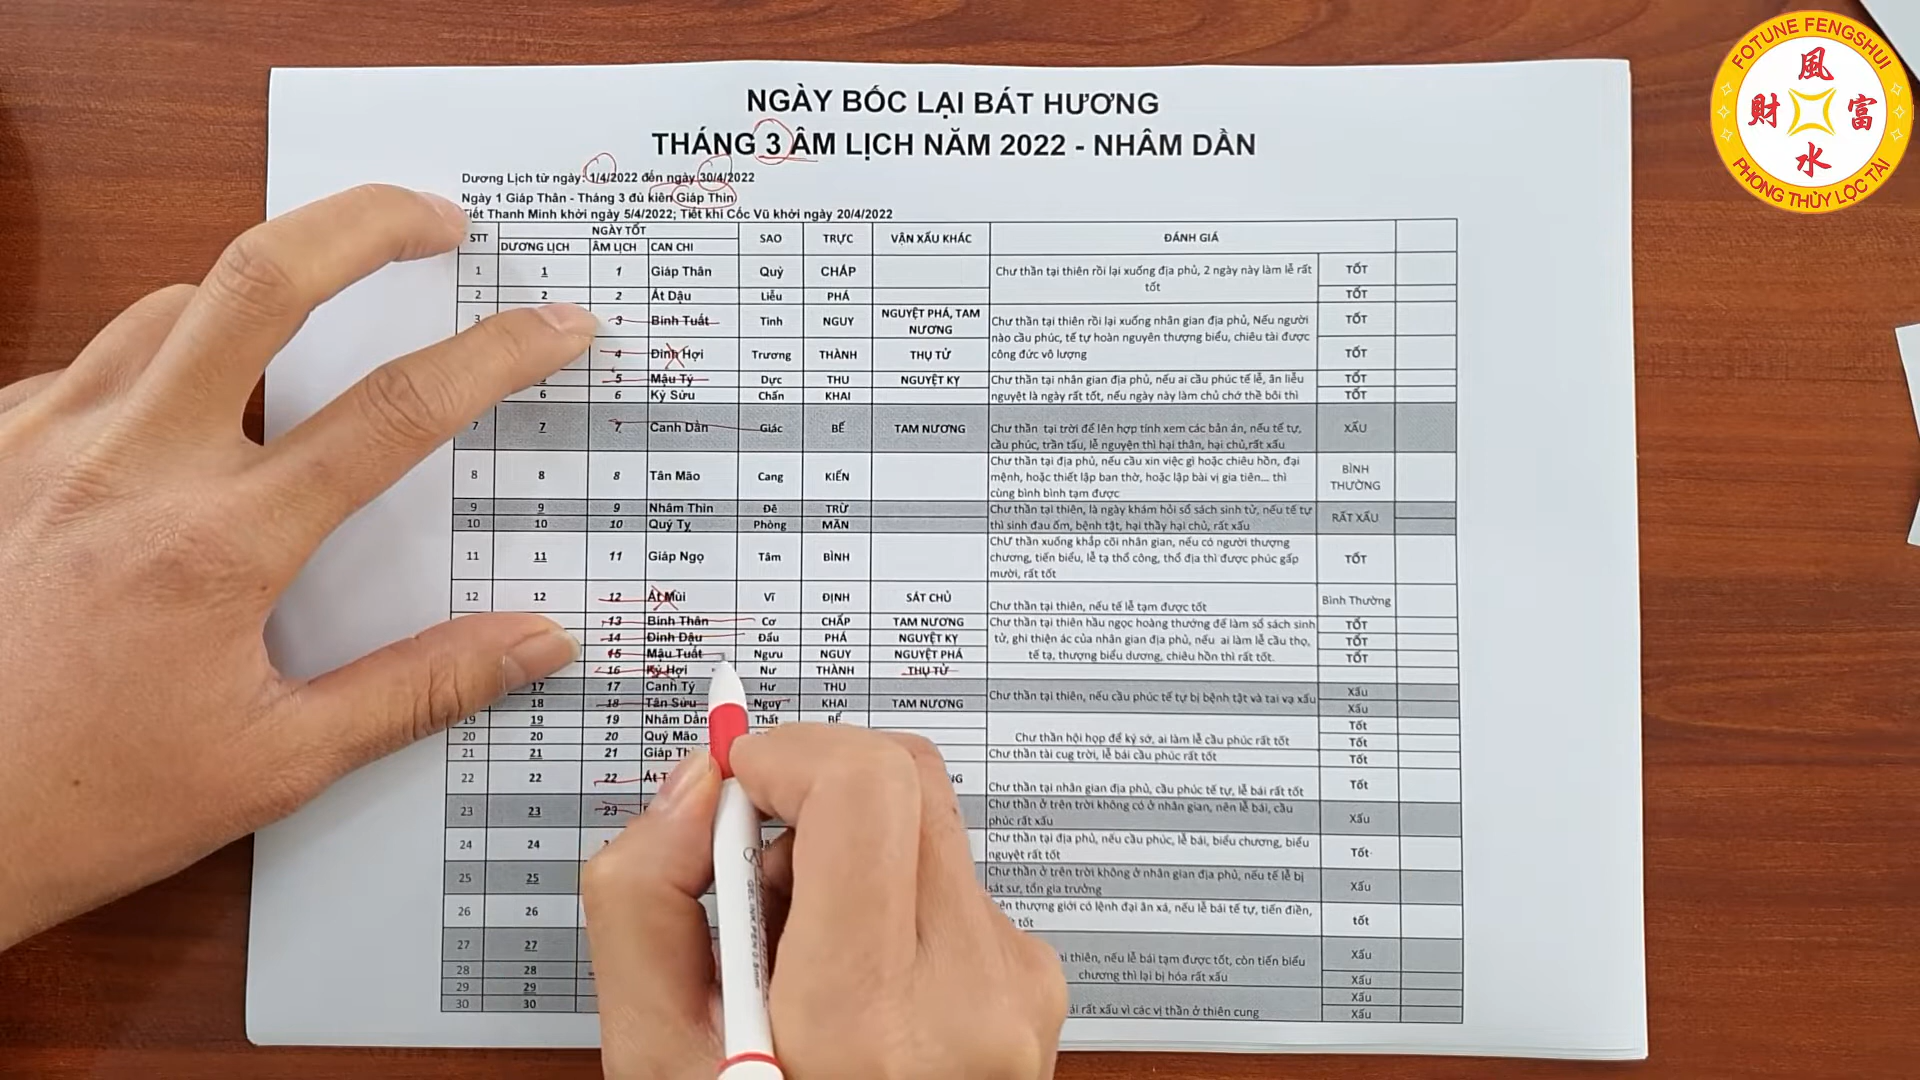 NGÀY BỐC LẠI BÁT HƯƠNG
THÁNG 3 ÂM LỊCH NĂM 2022 - NHÂM DẦN
Dương Lịch từ ngày: 1/4/2022 đến ngày 30/4/2022
Ngày 1 Giáp Thân - Tháng 3 đủ kiên Giáp Thìn
Tiết Thanh Minh khởi ngày 5/4/2022; Tiết khi Cốc Vũ khởi ngày 20/4/2022
STT NGÀY TỐT SAO TRỰC VẬN XẤU KHÁC ĐÁNH GIÁ
DƯƠNG LỊCH ÂM LỊCH CAN CHI
1 1 1 Giáp Thân Quỷ CHẤP Chư thần tại thiên rồi lại xuống địa phủ, 2 ngày này làm lễ rất tốt TỐT
2 2 2 Ất Dậu Liễu PHÁ TỐT
3 3 Bính Tuất Tinh NGUY NGUYỆT PHÁ, TAM NƯƠNG Chư thần tại thiên rồi lại xuống nhân gian địa phủ, Nếu người nào cầu phúc, tế tự hoàn nguyên thượng biểu, chiêu tài được công đức vô lượng TỐT
4 Đinh Hợi Trương THÀNH THỤ TỬ TỐT
5 Mậu Tý Dực THU NGUYỆT KỴ Chư thần tại nhân gian địa phủ, nếu ai cầu phúc tế lễ, ân liễu TỐT
6 6 Kỷ Sửu Chấn KHAI nguyệt là ngày rất tốt, nếu ngày này làm chủ chớ thề bôi thì TỐT
7 7 7 Canh Dần Giác BẾ TAM NƯƠNG Chư thần tại trời để lên hợp tính xem các bản án, nếu tế tự, cầu phúc, trần tấu, lễ nguyện thì hại thân, hại chủ,rất xấu XẤU
8 8 8 Tân Mão Cang KIẾN Chư thần tại địa phủ, nếu cầu xin việc gì hoặc chiêu hồn, đại mệnh, hoặc thiết lập ban thờ, hoặc lập bài vị gia tiên... thì cũng bình bình tạm được BÌNH THƯỜNG
9 9 9 Nhâm Thìn Đê TRỪ Chư thần tại thiên, là ngày khám hỏi sổ sách sinh tử, nếu tế tự RẤT XẤU
10 10 10 Quý Tỵ Phòng MÃN thì sinh đau ốm, bệnh tật, hại thầy hại chủ, rất xấu
11 11 11 Giáp Ngọ Tâm BÌNH Chư thần xuống khắp cõi nhân gian, nếu có người thượng chương, tiến biểu, lễ tạ thổ công, thổ địa thì được phúc gấp mười, rất tốt TỐT
12 12 12 Ất Mùi Vĩ ĐỊNH SÁT CHỦ Chư thần tại thiên, nếu tế lễ tạm được tốt Bình Thường
13 Bính Thân Cơ CHẤP TAM NƯƠNG Chư thần tại thiên hầu ngọc hoàng thướng để làm sổ sách sinh TỐT
14 Đinh Dậu Đẩu PHÁ NGUYỆT KỴ tử, ghi thiện ác của nhân gian địa phủ, nếu ai làm lễ cầu thọ, TỐT
15 Mậu Tuất Ngưu NGUY NGUYỆT PHÁ tế tạ, thượng biểu dương, chiêu hồn thì rất tốt. TỐT
16 Kỷ Hợi Nư THÀNH THỤ TỬ
17 17 Canh Tý Hư THU Chư thần tại thiên, nếu cầu phúc tế tự bị bệnh tật và tai vạ xấu Xấu
18 18 Tân Sửu Nguy KHAI TAM NƯƠNG Xấu
19 19 19 Nhâm Dần Thất BẾ Tốt
20 20 20 Quý Mão Chư thần hội họp để ký sớ, ai làm lễ cầu phúc rất tốt Tốt
21 21 21 Giáp Chư thần tài cug trời, lễ bái cầu phúc rất tốt Tốt
22 22 22 Ất Chư thần tại nhân gian địa phủ, cầu phúc tế tự, lễ bái rất tốt Tốt
23 23 23 Chư thần ở trên trời không có ở nhân gian, nên lễ bái, cầu phúc rất xấu Xấu
24 24 Chư thần tại địa phủ, nếu cầu phúc, lễ bái, biểu chương, biểu nguyệt rất tốt Tốt
25 25 Chư thần ở trên trời không ở nhân gian địa phủ, nếu tế lễ bị sát sư, tổn gia trưởng Xấu
26 26 thượng giới có lệnh đại ân xá, nếu lễ bái tế tự, tiến điền, tốt tốt
27 27 thiên, nếu lễ bái tạm được tốt, còn tiến biểu Xấu
28 28 chương thì lại bị hóa rất xấu Xấu
29 29 Xấu
30 30 rất xấu vì các vị thần ở thiên cung Xấu
FOTUNE FENGSHUI
風
財 富
水
PHONG THỦY LỘC TÀI